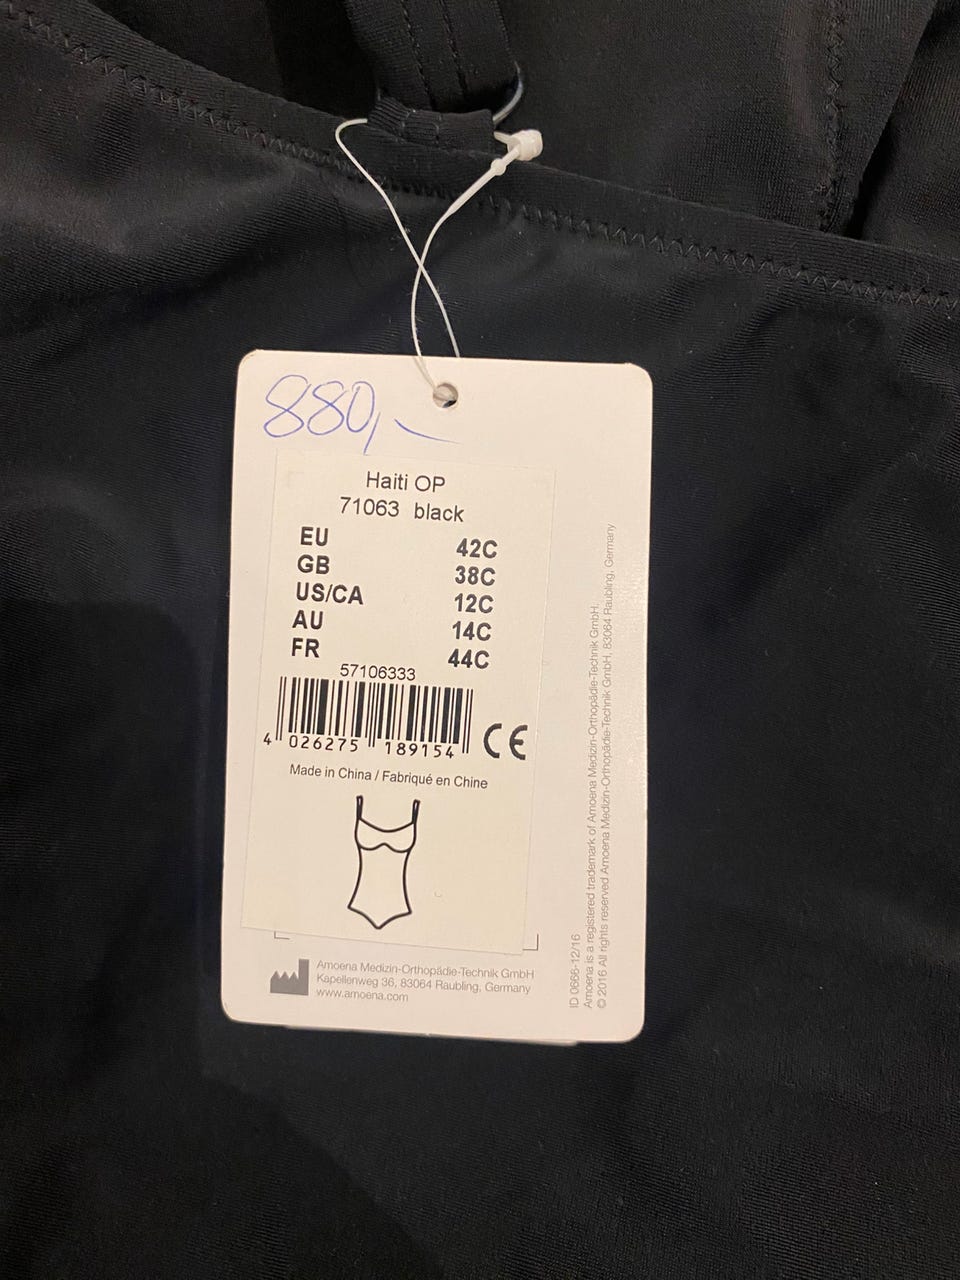 880,-
Haiti OP
71063 black
EU 42C
GB 38C
US/CA 12C
AU 14C
FR 44C
57106333
4 026275 189154
CE
Made in China / Fabriqué en Chine
Amoena Medizin-Orthopädie-Technik GmbH
Kapellenweg 36, 83064 Raubling, Germany
www.amoena.com
ID 0666-12/16
Amoena is a registered trademark of Amoena Medizin-Orthopädie-Technik GmbH.
© 2016 All rights reserved Amoena Medizin-Orthopädie-Technik GmbH, 83064 Raubling, Germany